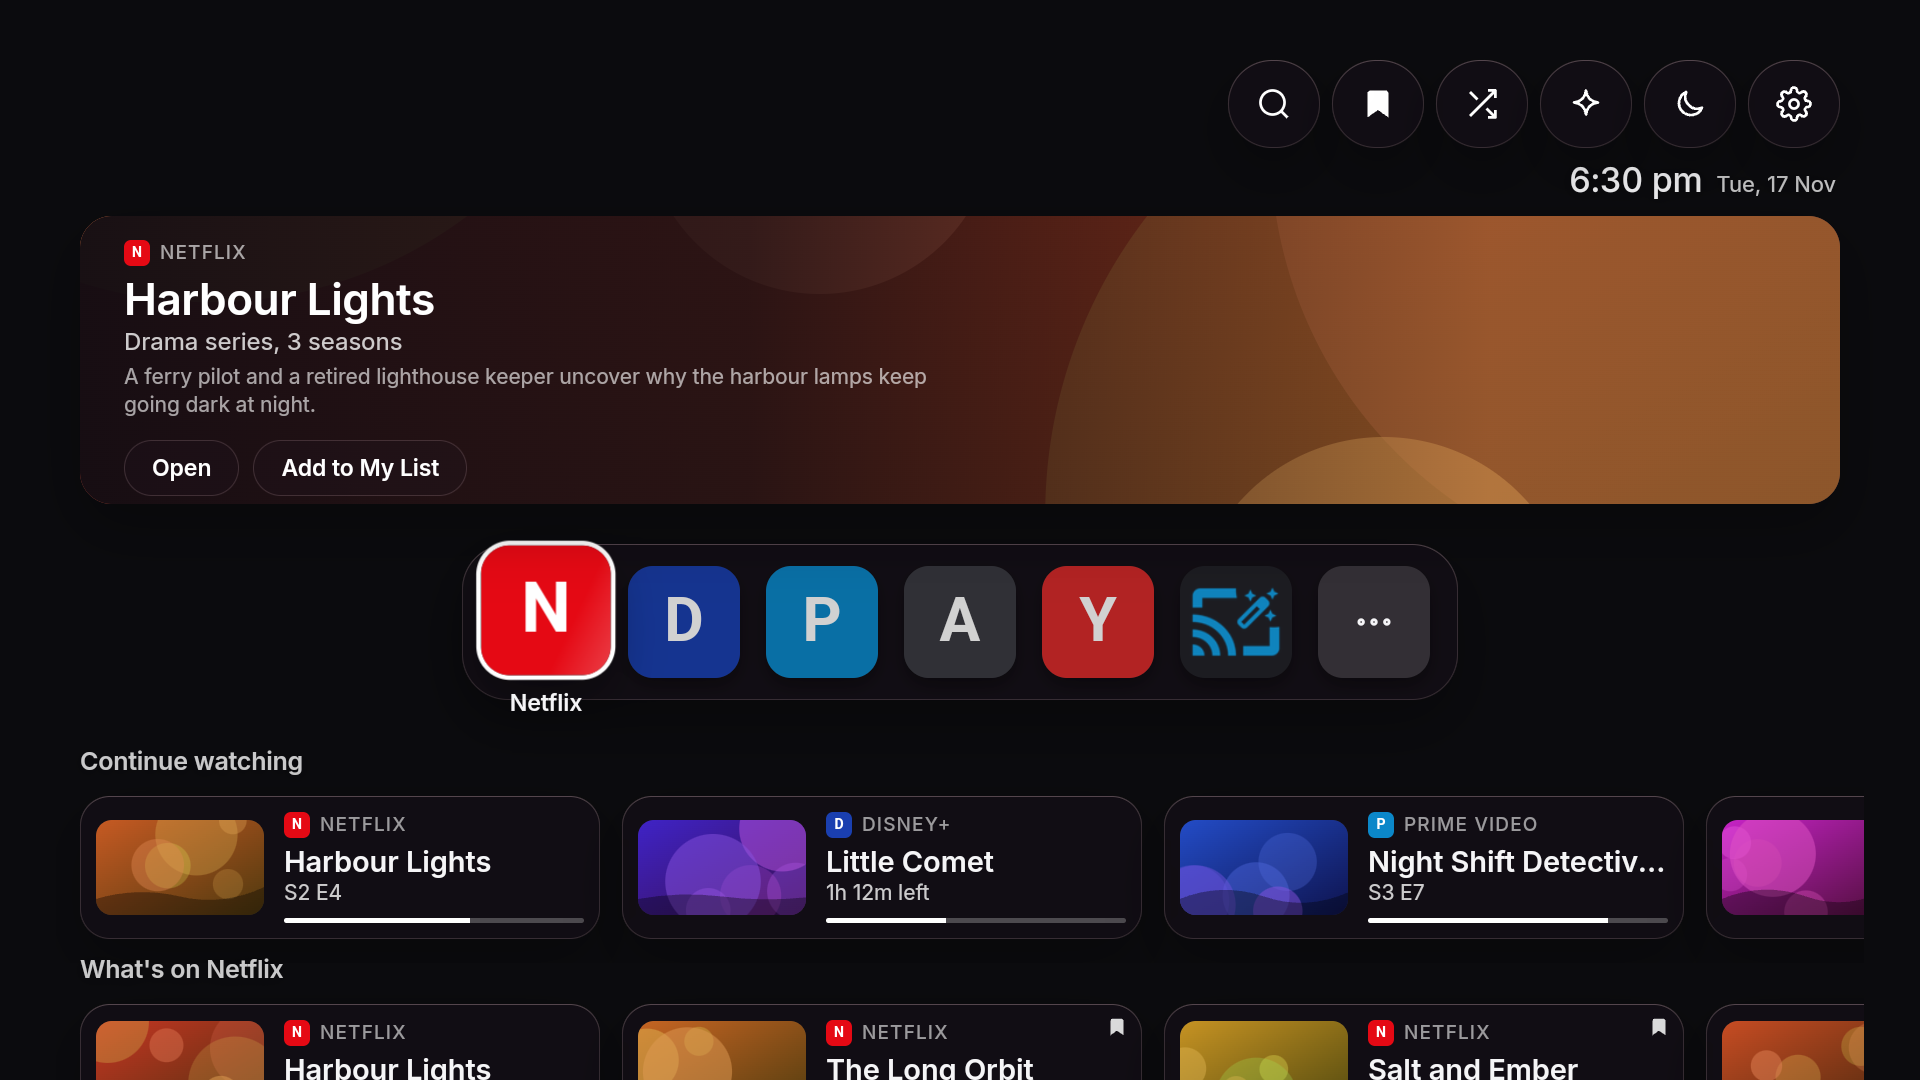 6:30 pm Tue, 17 Nov
N NETFLIX
Harbour Lights
Drama series, 3 seasons
A ferry pilot and a retired lighthouse keeper uncover why the harbour lamps keep
going dark at night.
Open Add to My List
N D P A Y
Netflix
Continue watching
N NETFLIX
Harbour Lights
S2 E4
D DISNEY+
Little Comet
1h 12m left
P PRIME VIDEO
Night Shift Detectiv...
S3 E7
What's on Netflix
N NETFLIX
Harbour Lights
N NETFLIX
The Long Orbit
N NETFLIX
Salt and Ember